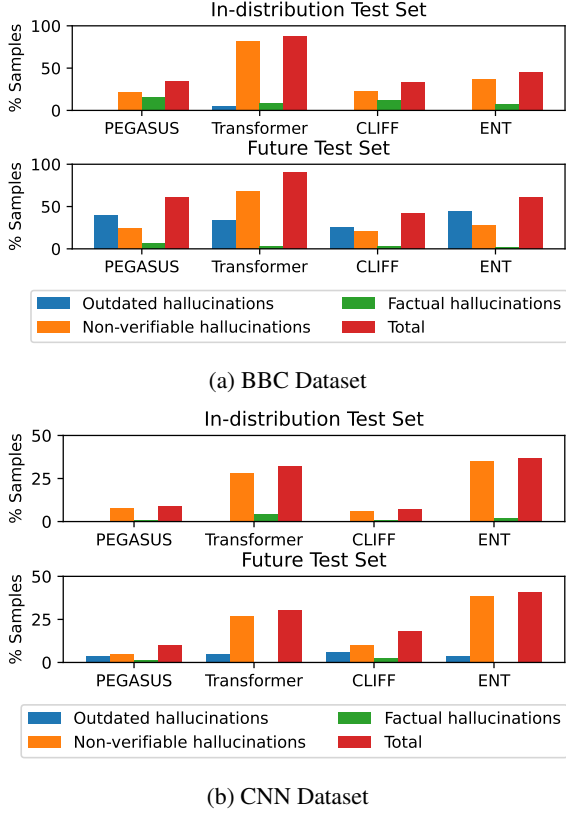 In-distribution Test Set
% Samples
100
50
0
PEGASUS Transformer CLIFF ENT
Future Test Set
% Samples
100
50
0
PEGASUS Transformer CLIFF ENT
Outdated hallucinations Factual hallucinations
Non-verifiable hallucinations Total
(a) BBC Dataset
In-distribution Test Set
% Samples
50
25
0
PEGASUS Transformer CLIFF ENT
Future Test Set
% Samples
50
25
0
PEGASUS Transformer CLIFF ENT
Outdated hallucinations Factual hallucinations
Non-verifiable hallucinations Total
(b) CNN Dataset